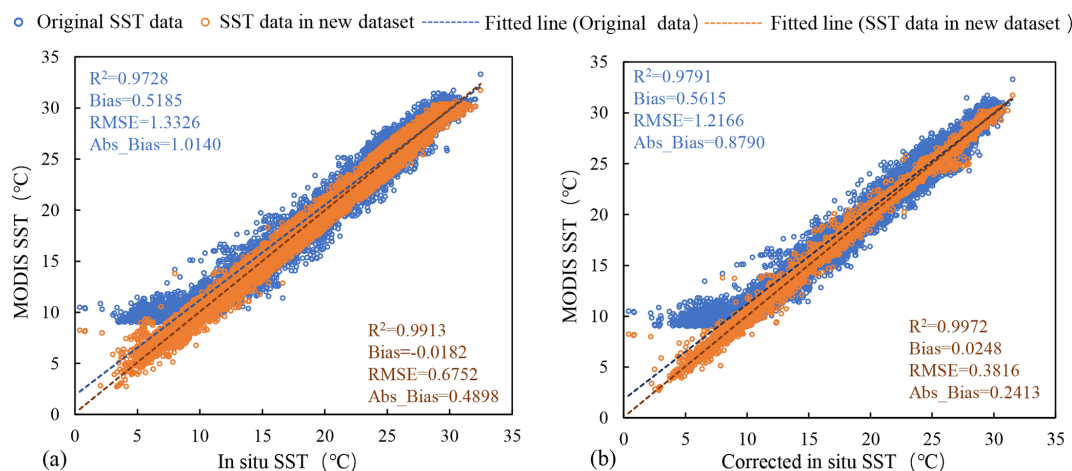 Original SST data SST data in new dataset Fitted line (Original data) Fitted line (SST data in new dataset )
35
30
25
20
15
10
5
0
MODIS SST (℃)
R²=0.9728
Bias=0.5185
RMSE=1.3326
Abs_Bias=1.0140
R²=0.9913
Bias=-0.0182
RMSE=0.6752
Abs_Bias=0.4898
0 5 10 15 20 25 30 35
(a) In situ SST (℃)
35
30
25
20
15
10
5
0
MODIS SST (℃)
R²=0.9791
Bias=0.5615
RMSE=1.2166
Abs_Bias=0.8790
R²=0.9972
Bias=0.0248
RMSE=0.3816
Abs_Bias=0.2413
0 5 10 15 20 25 30 35
(b) Corrected in situ SST (℃)